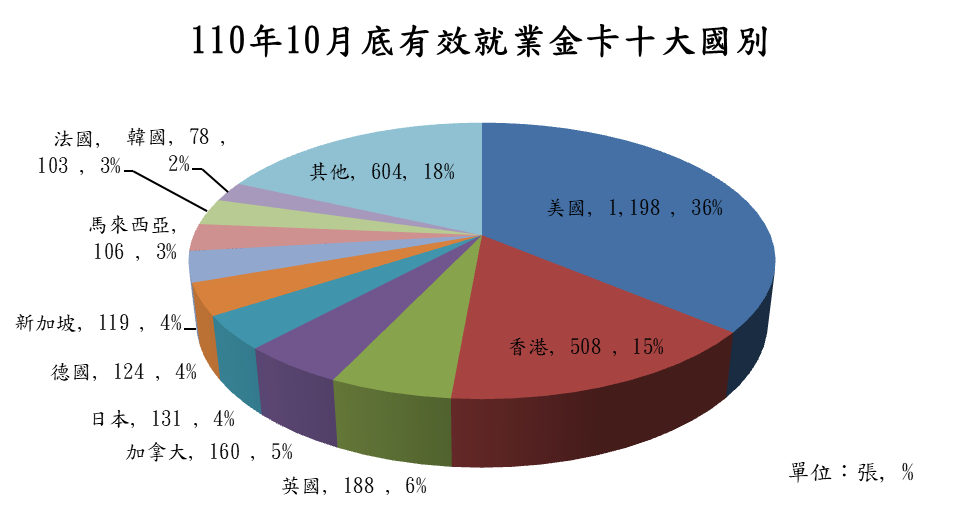 110年10月底有效就業金卡十大國別
法國,
103 , 3%
韓國, 78 ,
2%
其他, 604, 18%
美國, 1,198 , 36%
馬來西亞,
106 , 3%
新加坡, 119 , 4%
香港, 508 , 15%
德國, 124 , 4%
日本, 131 , 4%
加拿大, 160 , 5%
英國, 188 , 6%
單位：張, %